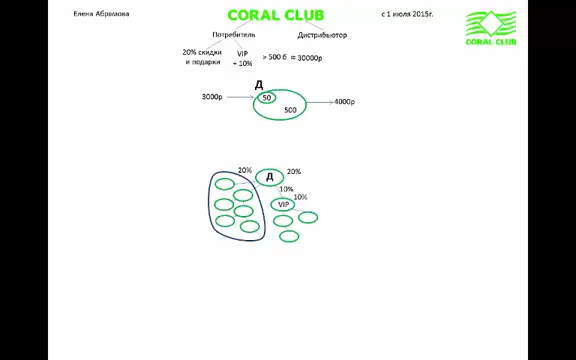 Елена Абрамова
CORAL CLUB
с 1 июля 2015г.
CORAL CLUB
Потребитель
Дистрибьютор
20% скидки
и подарки
VIP
+ 10%
> 500 б = 30000р
Д
3000р
50
500
4000р
20%
Д
20%
10%
VIP
10%